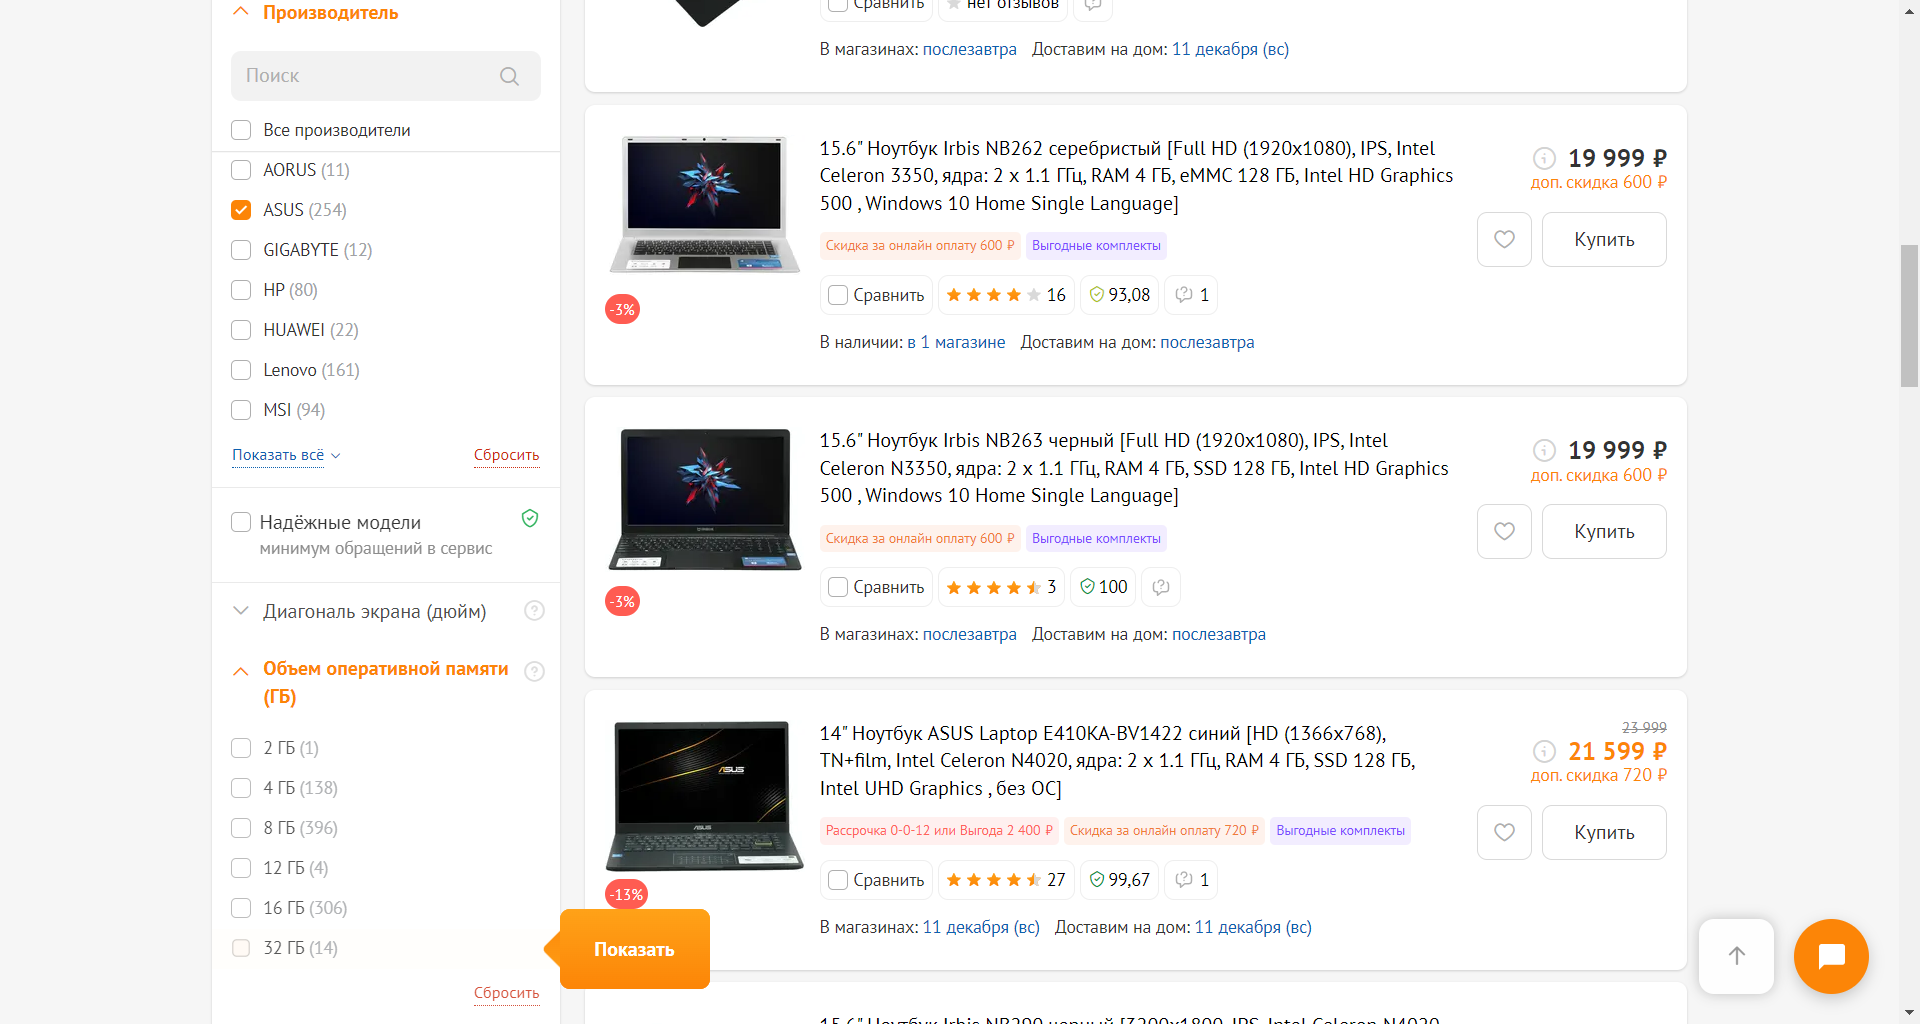 Производитель
Поиск
Все производители
AORUS (11)
ASUS (254)
GIGABYTE (12)
HP (80)
HUAWEI (22)
Lenovo (161)
MSI (94)
Показать всё
Сбросить
Надёжные модели
минимум обращений в сервис
Диагональ экрана (дюйм)
?
Объем оперативной памяти
(ГБ)
?
2 ГБ (1)
4 ГБ (138)
8 ГБ (396)
12 ГБ (4)
16 ГБ (306)
32 ГБ (14)
Сбросить
Показать
Сравнить
нет отзывов
В магазинах: послезавтра Доставим на дом: 11 декабря (вс)
15.6" Ноутбук Irbis NB262 серебристый [Full HD (1920x1080), IPS, Intel
Celeron 3350, ядра: 2 x 1.1 ГГц, RAM 4 ГБ, eMMC 128 ГБ, Intel HD Graphics
500 , Windows 10 Home Single Language]
Скидка за онлайн оплату 600 ₽
Выгодные комплекты
-3%
Сравнить
16
93,08
1
В наличии: в 1 магазине Доставим на дом: послезавтра
19 999 ₽
доп. скидка 600 ₽
Купить
15.6" Ноутбук Irbis NB263 черный [Full HD (1920x1080), IPS, Intel
Celeron N3350, ядра: 2 x 1.1 ГГц, RAM 4 ГБ, SSD 128 ГБ, Intel HD Graphics
500 , Windows 10 Home Single Language]
Скидка за онлайн оплату 600 ₽
Выгодные комплекты
-3%
Сравнить
3
100
В магазинах: послезавтра Доставим на дом: послезавтра
19 999 ₽
доп. скидка 600 ₽
Купить
ASUS
ASUS
14" Ноутбук ASUS Laptop E410KA-BV1422 синий [HD (1366x768),
TN+film, Intel Celeron N4020, ядра: 2 x 1.1 ГГц, RAM 4 ГБ, SSD 128 ГБ,
Intel UHD Graphics , без ОС]
Рассрочка 0-0-12 или Выгода 2 400 ₽
Скидка за онлайн оплату 720 ₽
Выгодные комплекты
-13%
Сравнить
27
99,67
1
В магазинах: 11 декабря (вс) Доставим на дом: 11 декабря (вс)
23 999
21 599 ₽
доп. скидка 720 ₽
Купить
15.6" Ноутбук Irbis NB290 черный [3200x1800, IPS, Intel Celeron N4020,